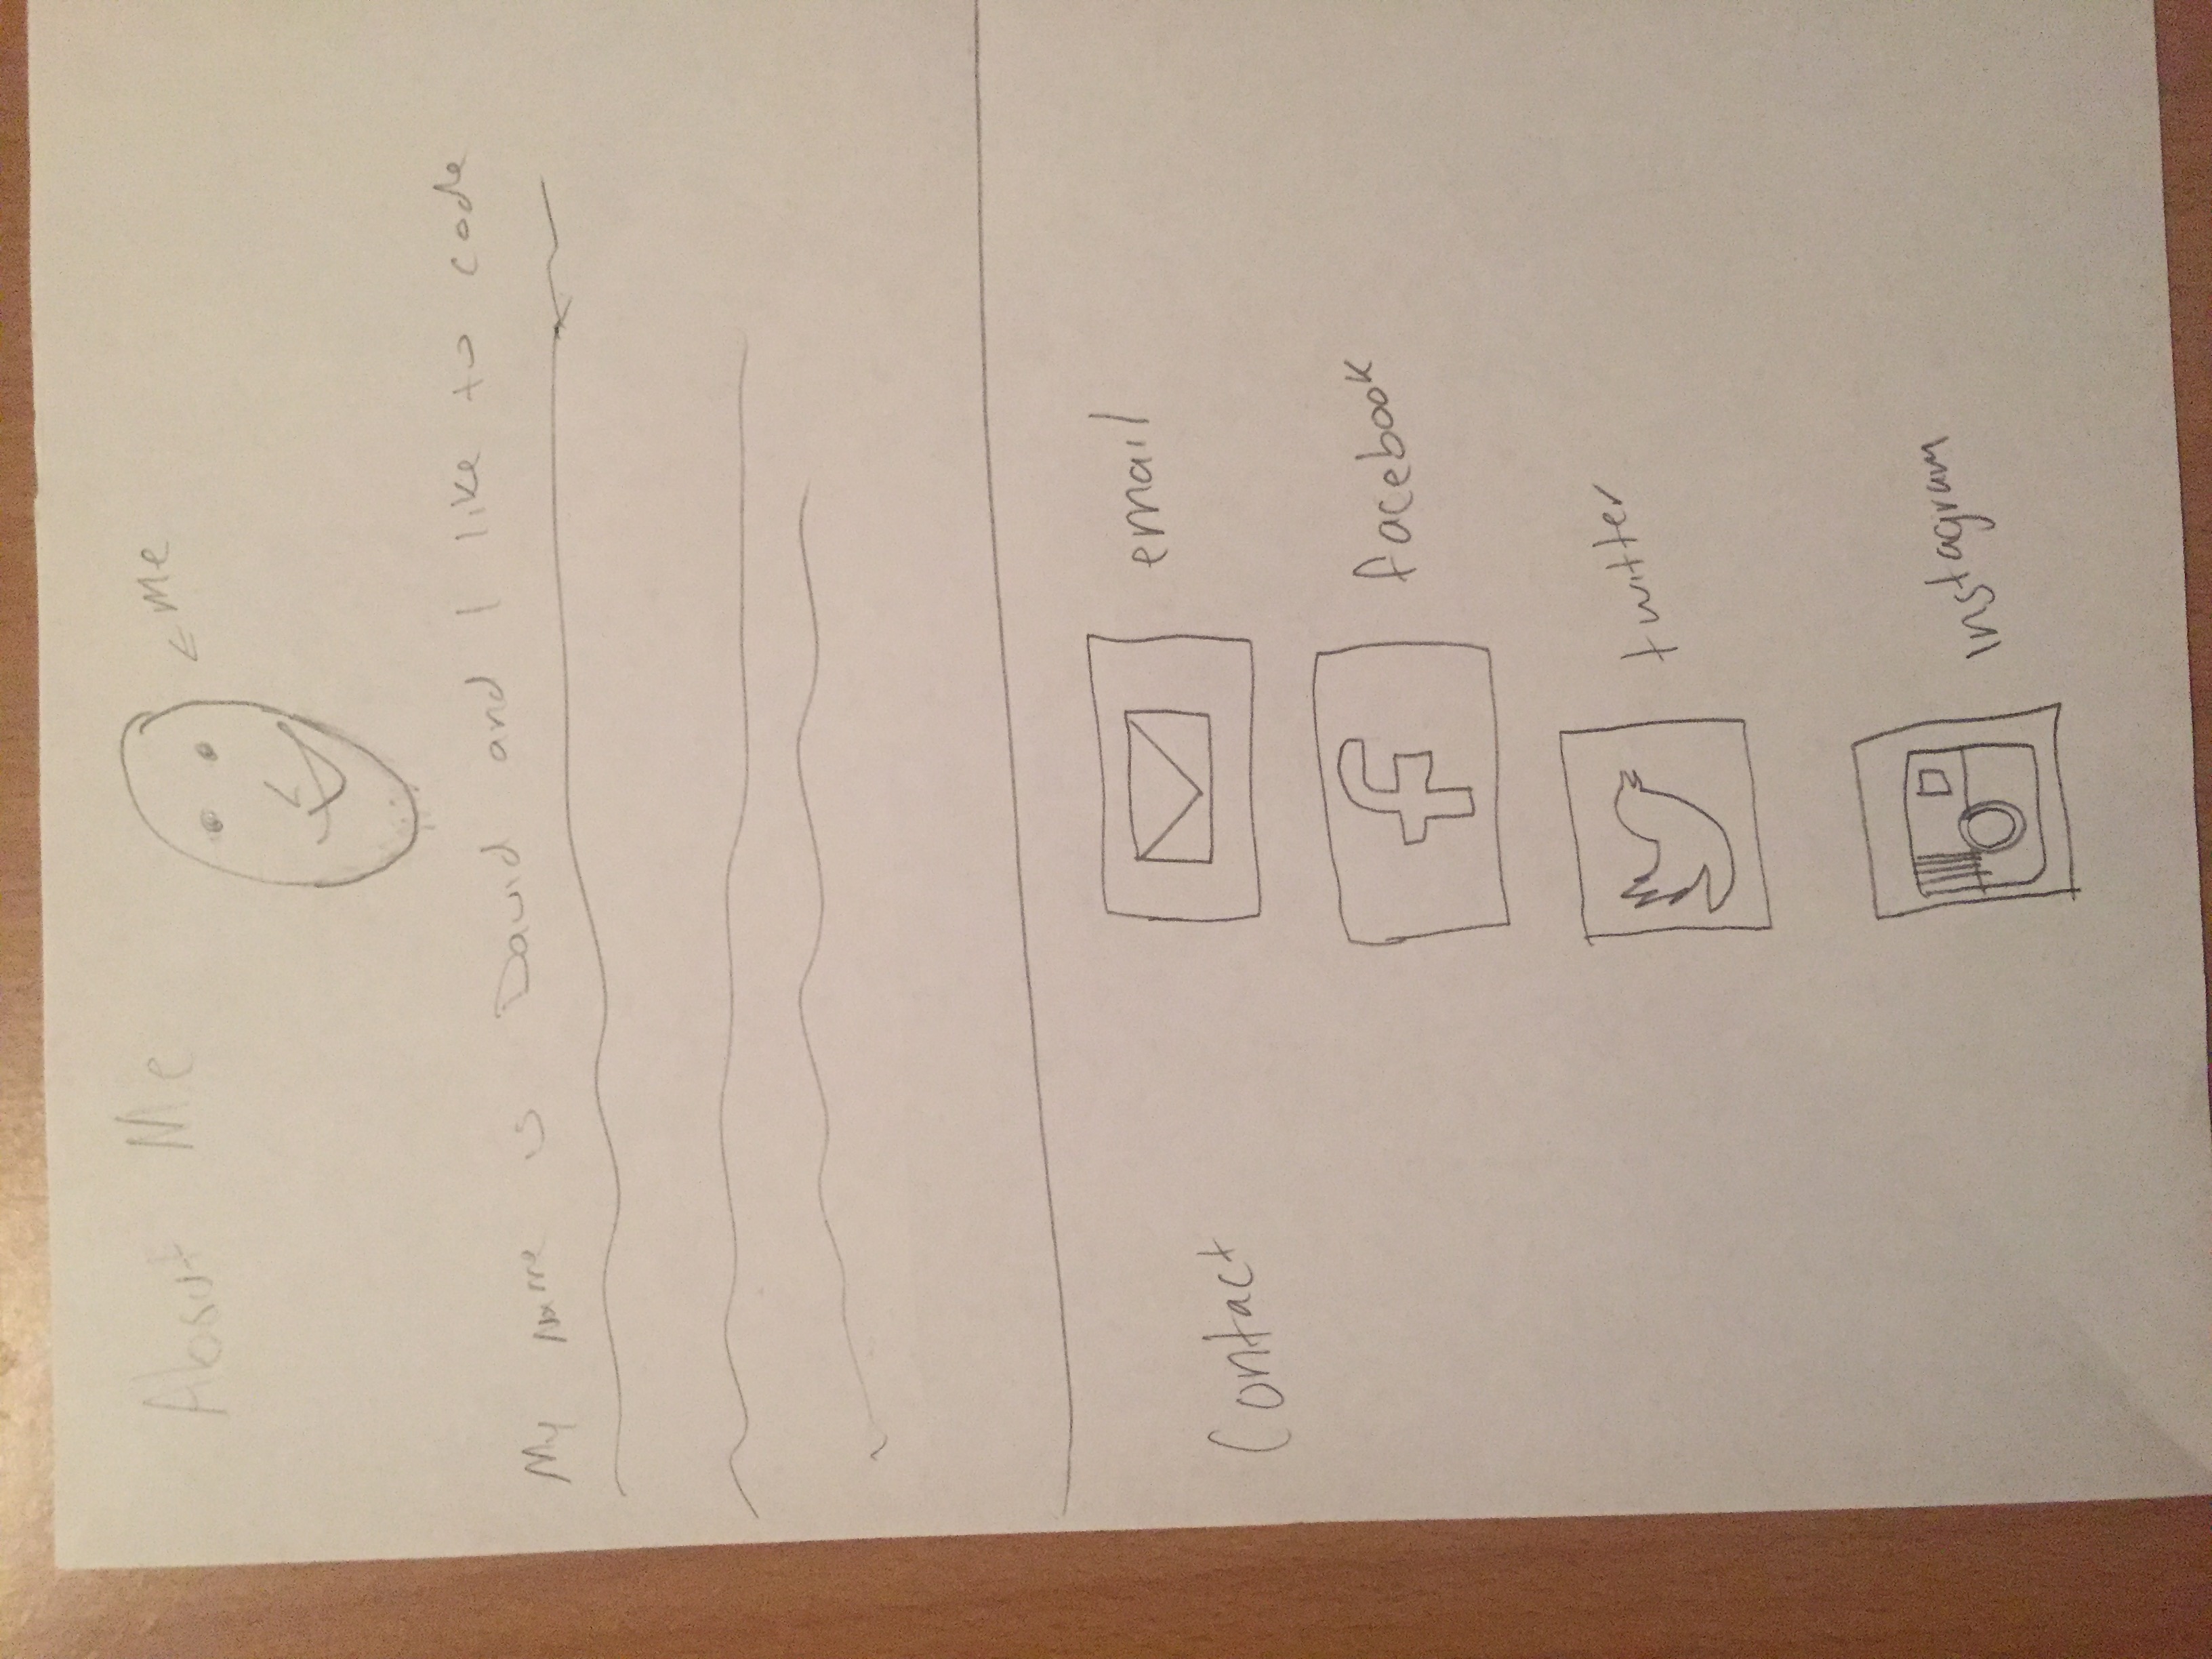 About Me
← Me
My name is David and I like to code
Contact
email
facebook
twitter
instagram